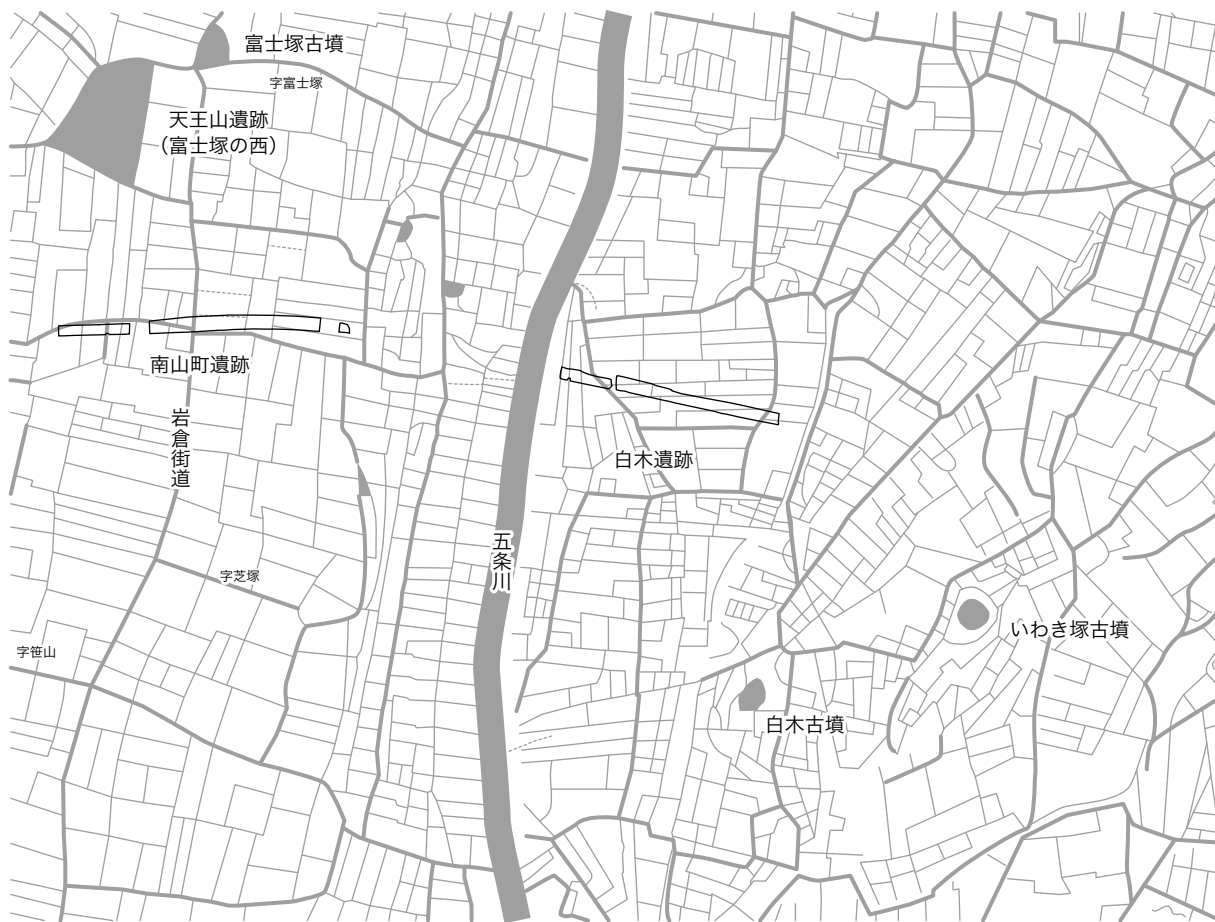 富士塚古墳
字富士塚
天王山遺跡
（富士塚の西）
南山町遺跡
岩倉街道
白木遺跡
五条川
字芝塚
いわき塚古墳
字笹山
白木古墳